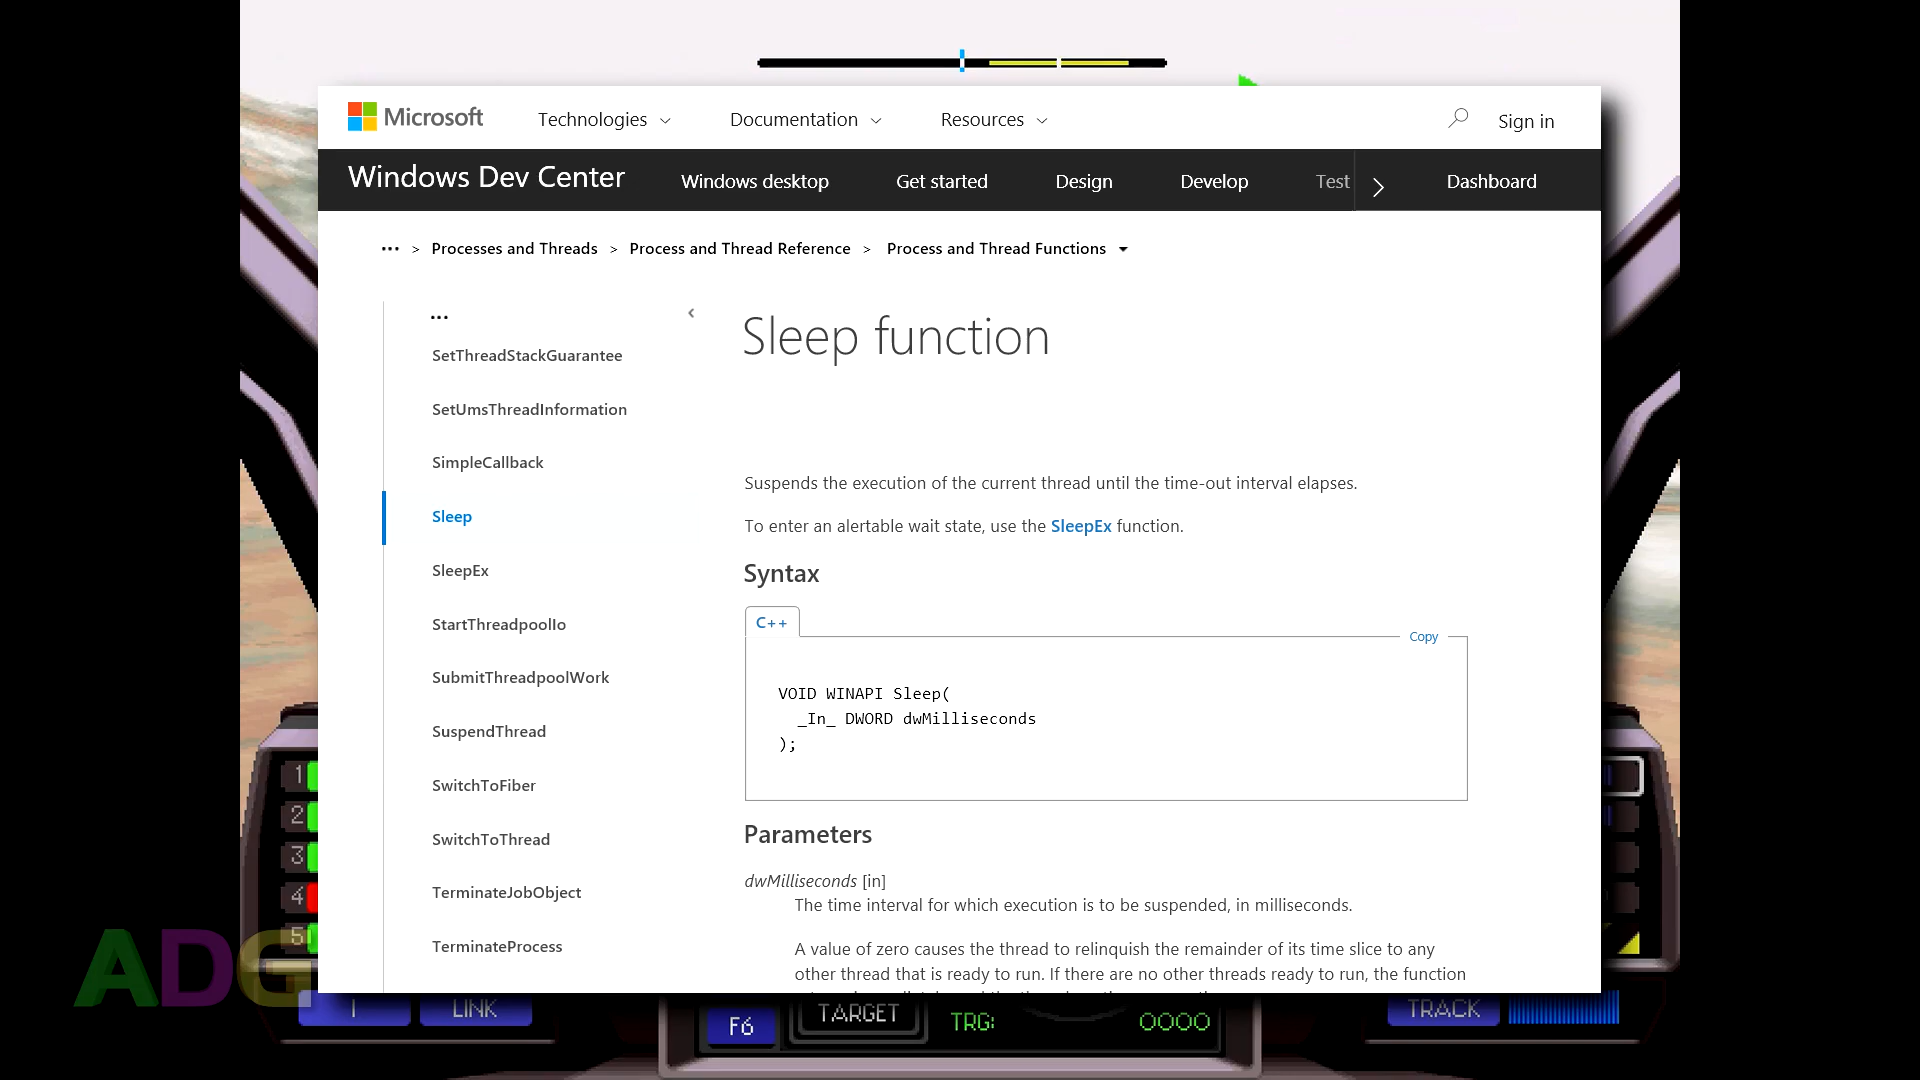 Microsoft
Technologies
Documentation
Resources
Sign in
Windows Dev Center
Windows desktop
Get started
Design
Develop
Test
Dashboard
... > Processes and Threads > Process and Thread Reference > Process and Thread Functions
...
SetThreadStackGuarantee
SetUmsThreadInformation
SimpleCallback
Sleep
SleepEx
StartThreadpoolIo
SubmitThreadpoolWork
SuspendThread
SwitchToFiber
SwitchToThread
TerminateJobObject
TerminateProcess
Sleep function
Suspends the execution of the current thread until the time-out interval elapses.
To enter an alertable wait state, use the SleepEx function.
Syntax
C++
Copy
VOID WINAPI Sleep(
_In_ DWORD dwMilliseconds
);
Parameters
dwMilliseconds [in]
The time interval for which execution is to be suspended, in milliseconds.
A value of zero causes the thread to relinquish the remainder of its time slice to any
other thread that is ready to run. If there are no other threads ready to run, the function
1
2
3
4
5
ADG
LINK
F6
TARGET
TRG:
0000
TRACK